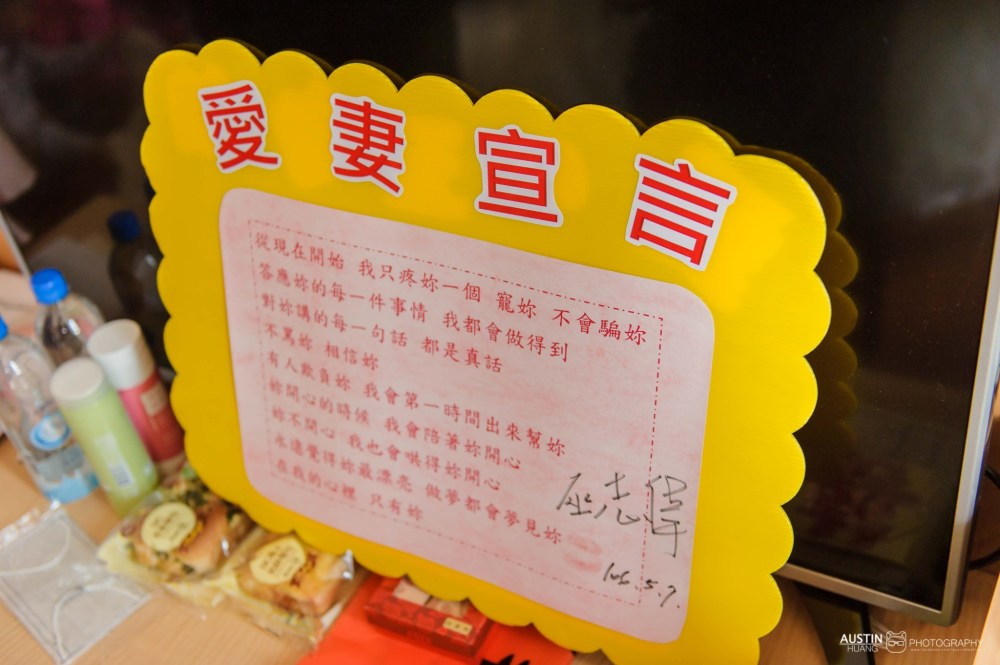 愛妻宣言
從現在開始 我只疼妳一個 寵妳 不會騙妳
答應妳的每一件事情 我都會做得到
對妳講的每一句話 都是真話
不罵妳 相信妳
有人欺負妳 我會第一時間出來幫妳
妳開心的時候 我會陪著妳開心
妳不開心 我也會哄得妳開心
永遠覺得妳最漂亮 做夢都會夢見妳
在我的心裡 只有妳
志偉
105.5.7.
AUSTIN
HUANG
PHOTOGRAPHY